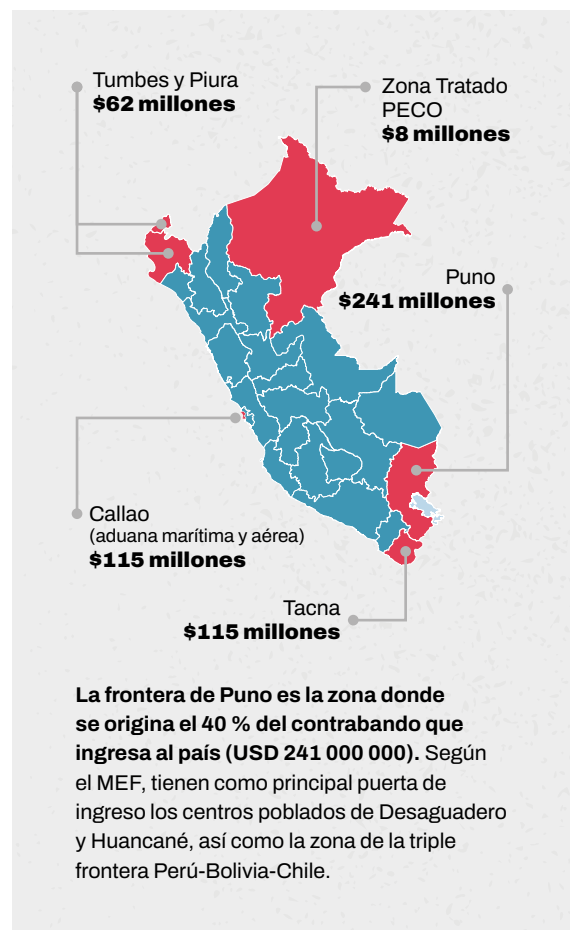 Tumbes y Piura
$62 millones
Zona Tratado
PECO
$8 millones
Puno
$241 millones
Callao
(aduana marítima y aérea)
$115 millones
Tacna
$115 millones
La frontera de Puno es la zona donde
se origina el 40 % del contrabando que
ingresa al país (USD 241 000 000). Según
el MEF, tienen como principal puerta de
ingreso los centros poblados de Desaguadero
y Huancané, así como la zona de la triple
frontera Perú-Bolivia-Chile.